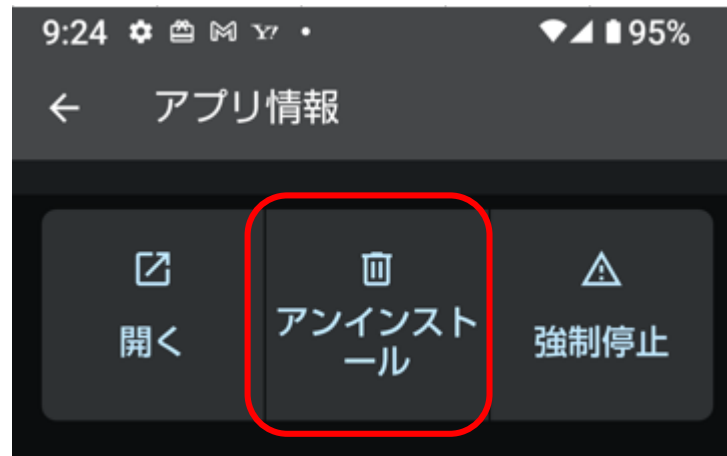 9:24 95%
アプリ情報
開く
アンインスト
ール
強制停止